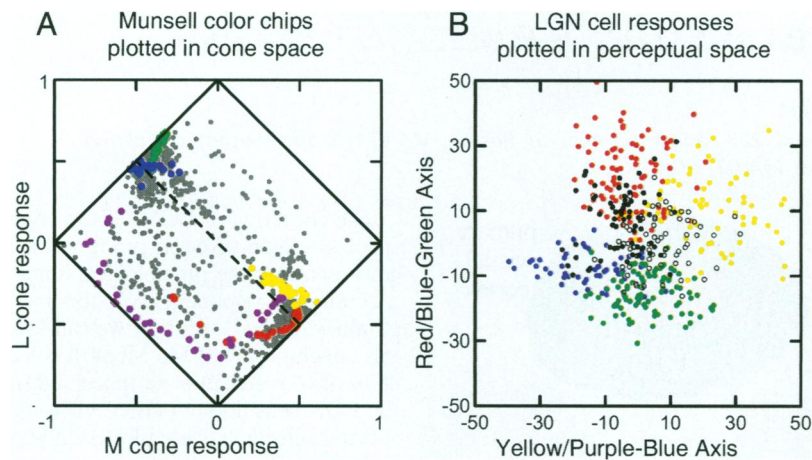 A
Munsell color chips
plotted in cone space
1
L cone response
0
-1
0
1
M cone response
B
LGN cell responses
plotted in perceptual space
50
30
10
-10
-30
-50
Red/Blue-Green Axis
-50
-30
-10
10
30
50
Yellow/Purple-Blue Axis